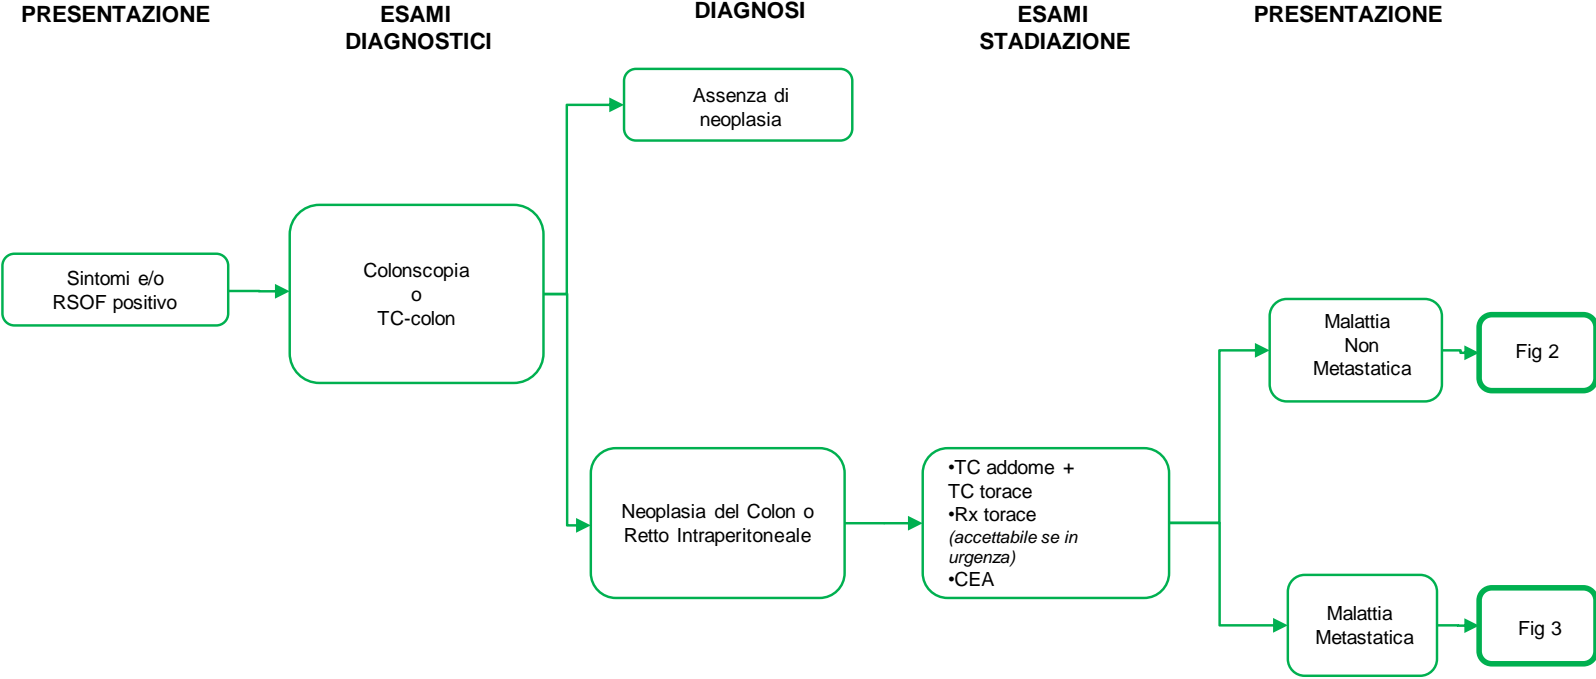 PRESENTAZIONE
ESAMI
DIAGNOSTICI
DIAGNOSI
ESAMI
STADIAZIONE
PRESENTAZIONE
Assenza di
neoplasia
Sintomi e/o
RSOF positivo
Colonscopia
o
TC-colon
Malattia
Non
Metastatica
Fig 2
Neoplasia del Colon o
Retto Intraperitoneale
•TC addome +
TC torace
•Rx torace
(accettabile se in
urgenza)
•CEA
Malattia
Metastatica
Fig 3